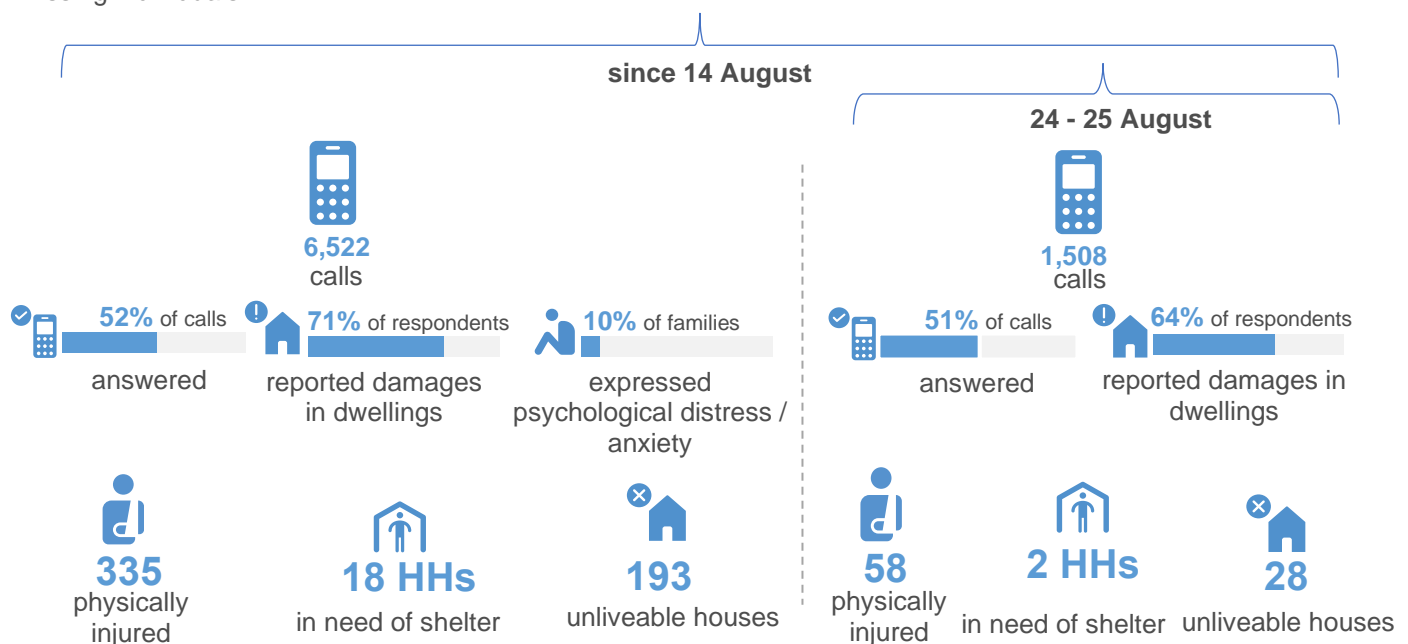 since 14 August
6,522
calls
52% of calls
answered
71% of respondents
reported damages
in dwellings
10% of families
expressed
psychological distress /
anxiety
335
physically
injured
18 HHs
in need of shelter
193
unliveable houses
24 - 25 August
1,508
calls
51% of calls
answered
64% of respondents
reported damages in
dwellings
58
physically
injured
2 HHs
in need of shelter
28
unliveable houses